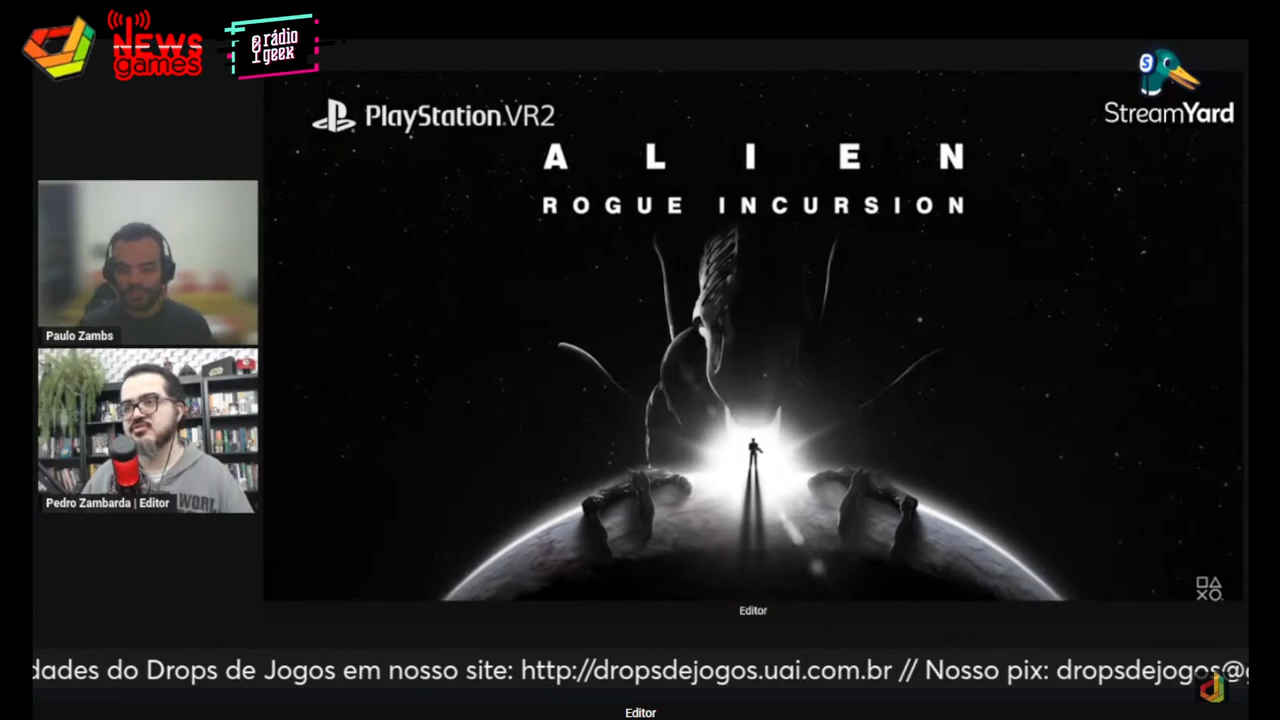 NEWS
games
rádio
geek
StreamYard
PlayStation.VR2
ALIEN
ROGUE INCURSION
Paulo Zambs
WORL
Pedro Zambarda | Editor
Editor
dades do Drops de Jogos em nosso site: http://dropsdejogos.uai.com.br // Nosso pix: dropsdejogos@g
Editor